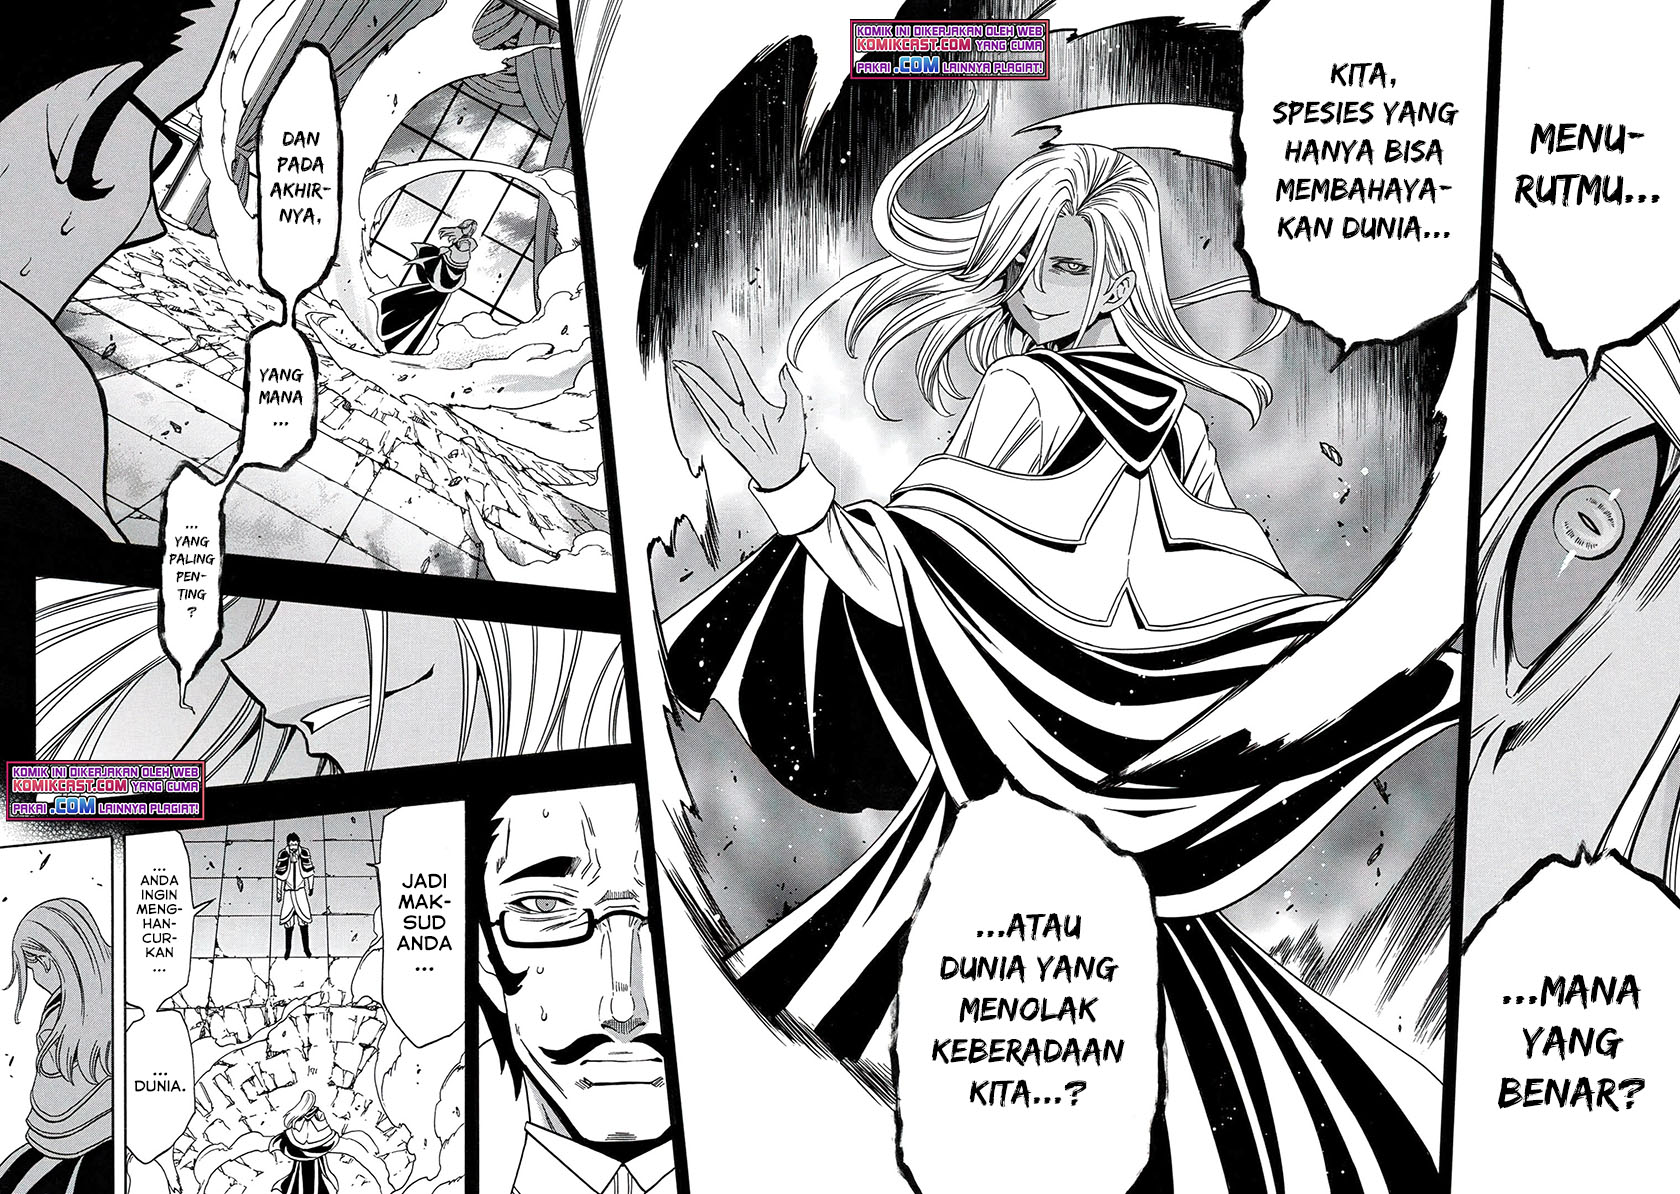 MENU-
RUTMU...
...MANA
YANG
BENAR?
KOMIK INI DIKERJAKAN OLEH WEB
KOMIKCAST.COM YANG CUMA
PAKAI .COM LAINNYA PLAGIAT!
KITA,
SPESIES YANG
HANYA BISA
MEMBAHAYA-
KAN DUNIA...
...ATAU
DUNIA YANG
MENOLAK
KEBERADAAN
KITA...?
DAN
PADA
AKHIR-
NYA,
YANG
MANA
...
...
YANG
PALING
PEN-
TING
?
KOMIK INI DIKERJAKAN OLEH WEB
KOMIKCAST.COM YANG CUMA
PAKAI .COM LAINNYA PLAGIAT!
JADI
MAK-
SUD
ANDA
...
...
ANDA
INGIN
MENG-
HAN-
CUR-
KAN
...
...
DUNIA.